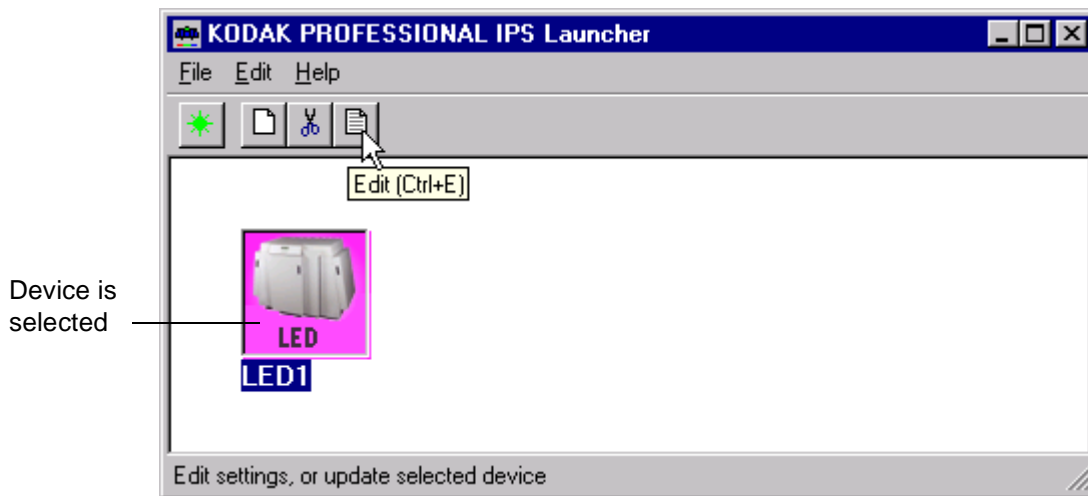 KODAK PROFESSIONAL IPS Launcher
File Edit Help
Edit (Ctrl+E)
Device is
selected
LED
LED1
Edit settings, or update selected device